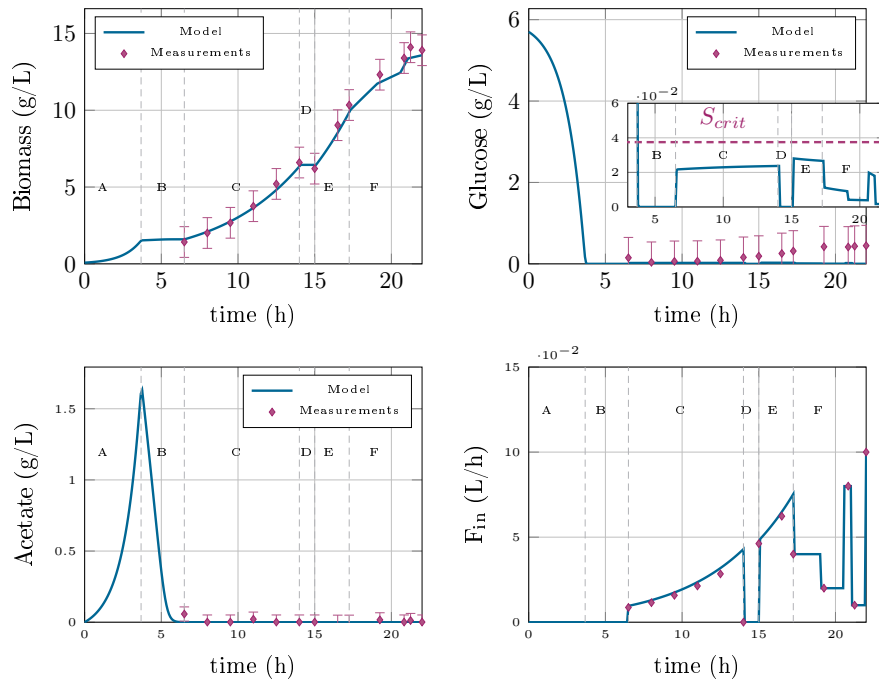 Model
Measurements
Biomass (g/L)
15
10
5
0
A
B
C
D
E
F
0
5
10
15
20
time (h)
Model
Measurements
Glucose (g/L)
6
4
2
0
·10⁻²
6
4
2
0
S_crit
B
C
D
E
F
5
10
15
20
0
5
10
15
20
time (h)
Model
Measurements
Acetate (g/L)
1.5
1
0.5
0
A
B
C
D
E
F
0
5
10
15
20
time (h)
·10⁻²
F_in (L/h)
15
10
5
0
A
B
C
D
E
F
0
5
10
15
20
time (h)